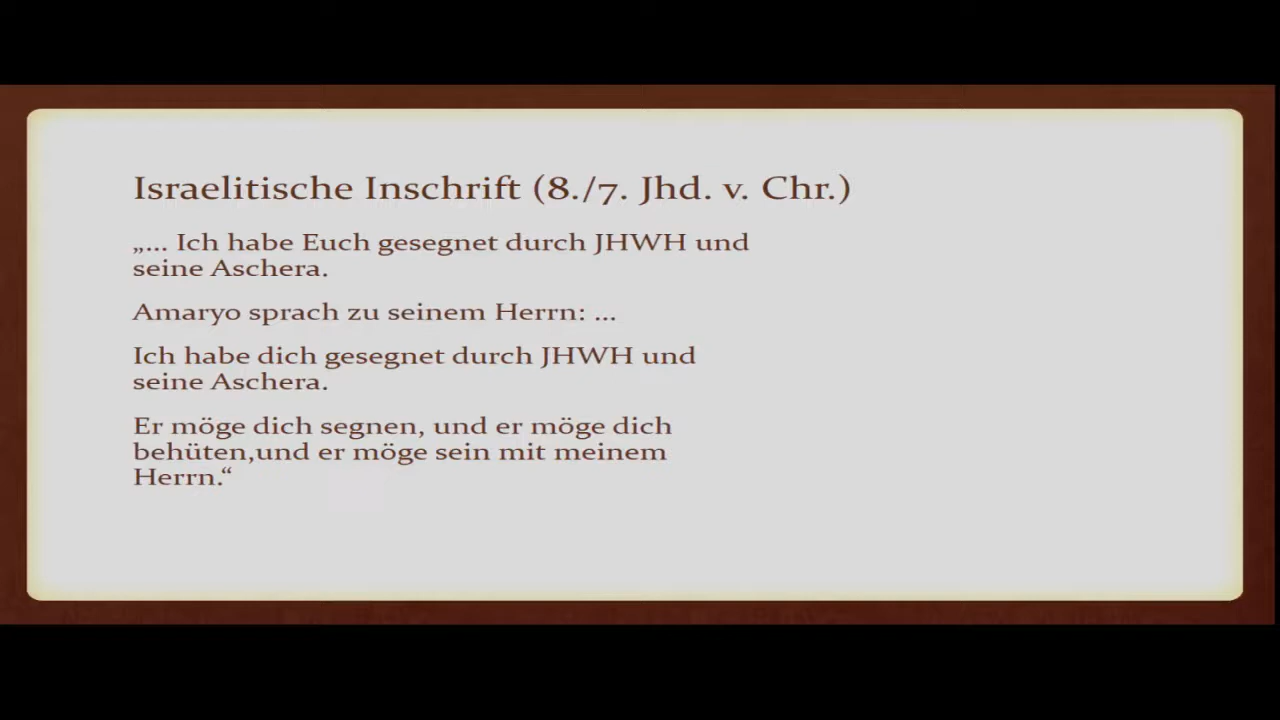 Israelitische Inschrift (8./7. Jhd. v. Chr.)
„... Ich habe Euch gesegnet durch JHWH und
seine Aschera.
Amaryo sprach zu seinem Herrn: ...
Ich habe dich gesegnet durch JHWH und
seine Aschera.
Er möge dich segnen, und er möge dich
behüten,und er möge sein mit meinem
Herrn.“